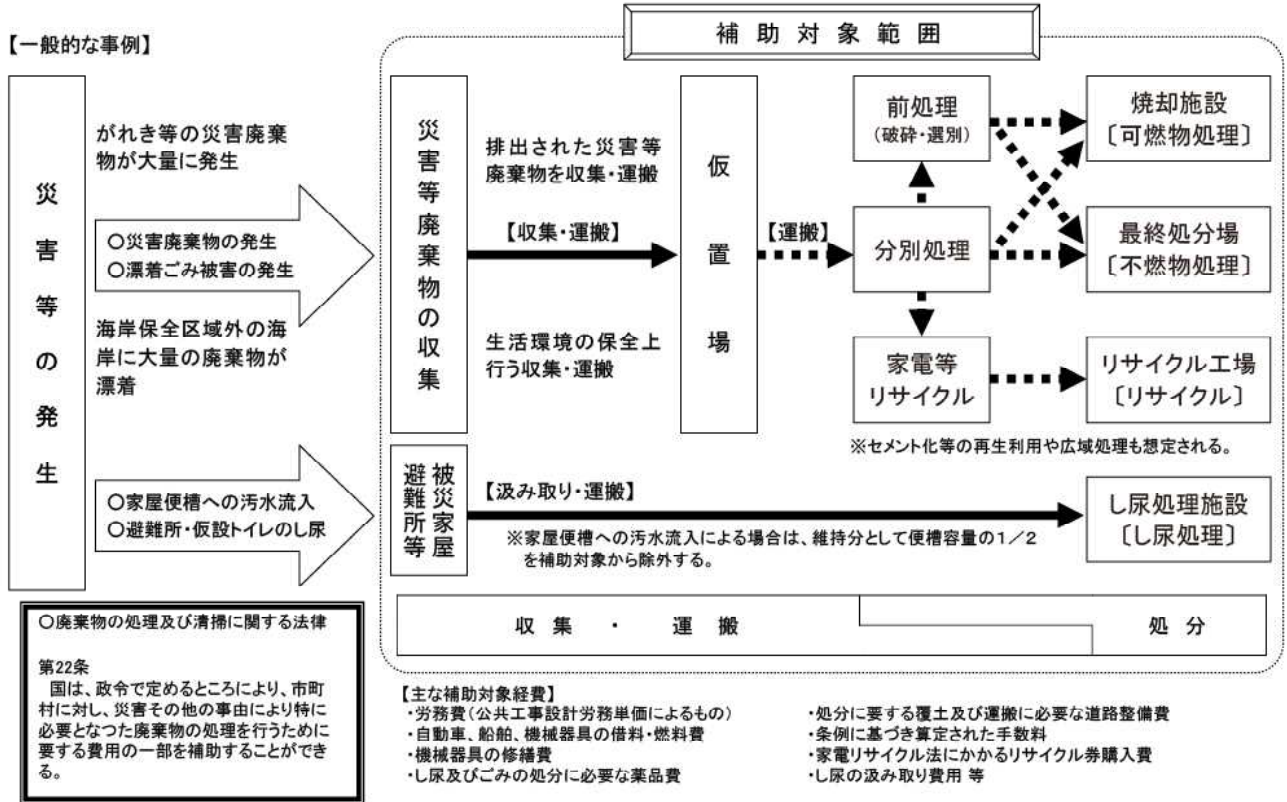 【一般的な事例】
補助対象範囲
災害等の発生
がれき等の災害廃棄
物が大量に発生
○災害廃棄物の発生
○漂着ごみ被害の発生
海岸保全区域外の海
岸に大量の廃棄物が
漂着
○家屋便槽への汚水流入
○避難所・仮設トイレのし尿
災害等廃棄物の収集
排出された災害等
廃棄物を収集・運搬
【収集・運搬】
生活環境の保全上
行う収集・運搬
仮置場
【運搬】
前処理
(破砕・選別)
分別処理
家電等
リサイクル
焼却施設
〔可燃物処理〕
最終処分場
〔不燃物処理〕
リサイクル工場
〔リサイクル〕
※セメント化等の再生利用や広域処理も想定される。
被災家屋
避難所等
【汲み取り・運搬】
※家屋便槽への汚水流入による場合は、維持分として便槽容量の1/2
を補助対象から除外する。
し尿処理施設
〔し尿処理〕
収集・運搬
処分
○廃棄物の処理及び清掃に関する法律
第22条
国は、政令で定めるところにより、市町
村に対し、災害その他の事由により特に
必要となつた廃棄物の処理を行うために
要する費用の一部を補助することができ
る。
【主な補助対象経費】
・労務費(公共工事設計労務単価によるもの)
・自動車、船舶、機械器具の借料・燃料費
・機械器具の修繕費
・し尿及びごみの処分に必要な薬品費
・処分に要する覆土及び運搬に必要な道路整備費
・条例に基づき算定された手数料
・家電リサイクル法にかかるリサイクル券購入費
・し尿の汲み取り費用 等